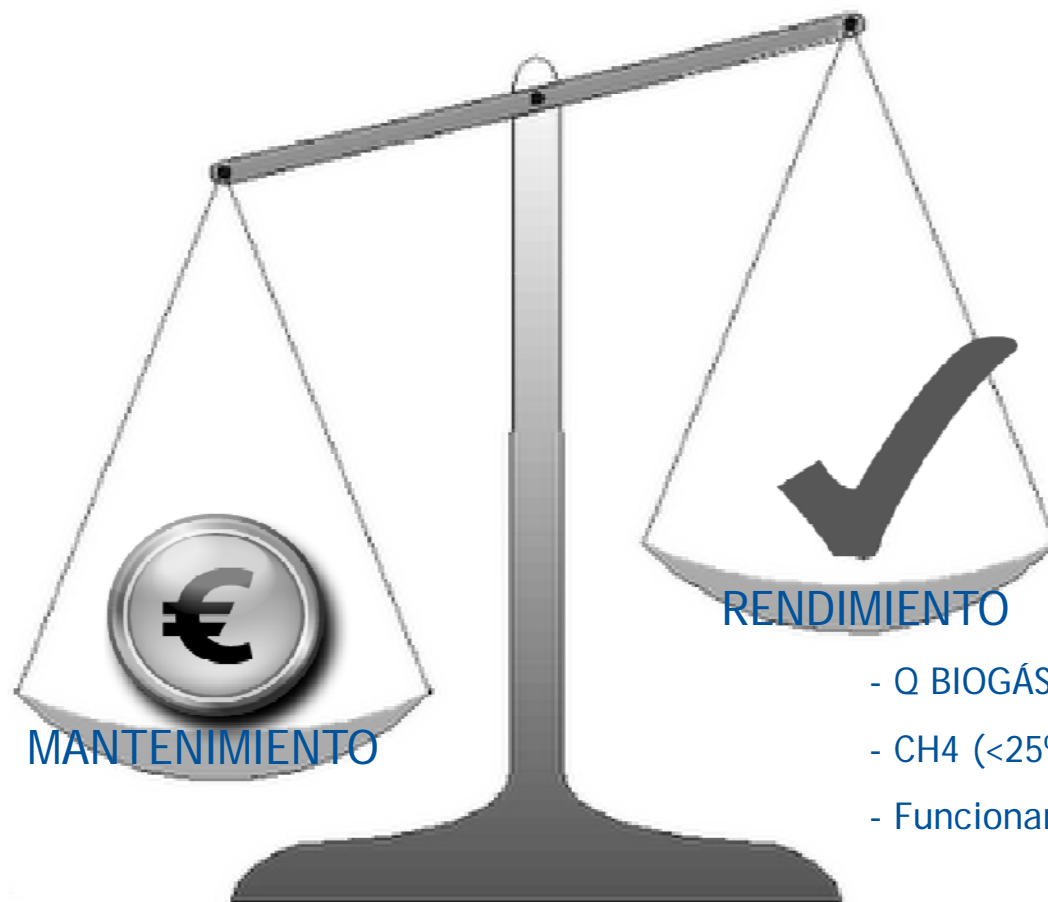 €
RENDIMIENTO
- Q BIOGÁS
MANTENIMIENTO
- CH4 (<25
- Funcionar